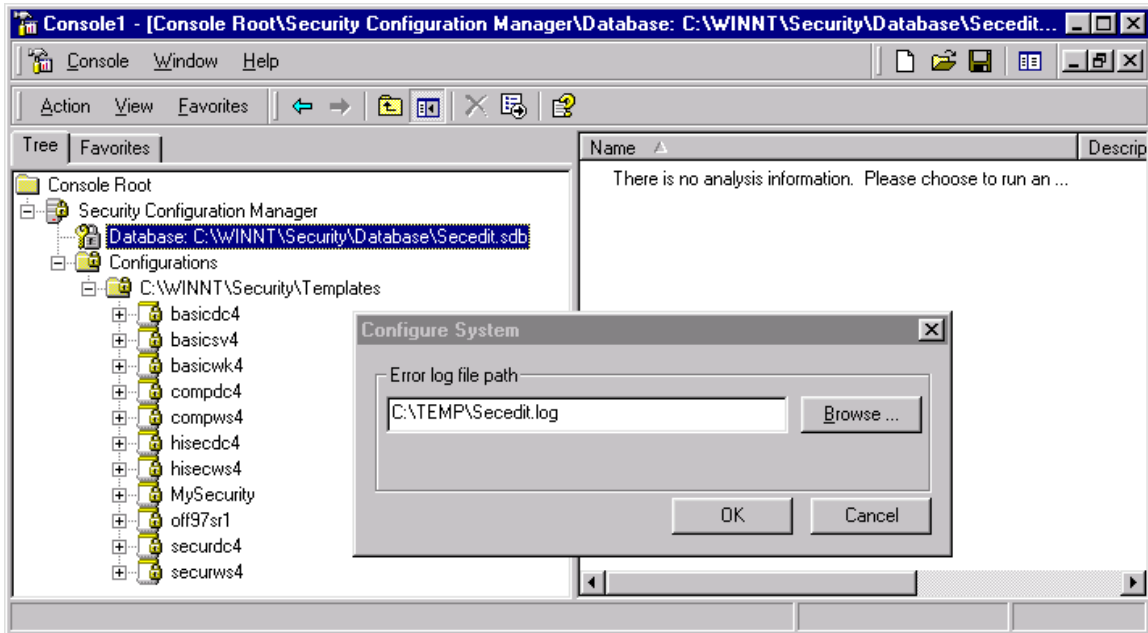 Console1 - [Console Root\Security Configuration Manager\Database: C:\WINNT\Security\Database\Secedit...
Console Window Help
Action View Favorites
Tree Favorites
Name Descrip
Console Root
There is no analysis information. Please choose to run an ...
Security Configuration Manager
Database: C:\WINNT\Security\Database\Secedit.sdb
Configurations
C:\WINNT\Security\Templates
basicdc4
basicsv4
basicwk4
compdc4
compws4
hisecdc4
hisecws4
MySecurity
off97sr1
securdc4
securws4
Configure System
Error log file path
C:\TEMP\Secedit.log
Browse ...
OK Cancel